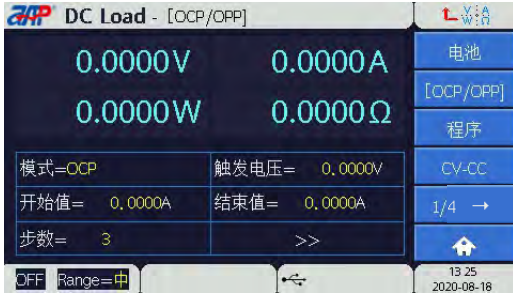 AAP DC Load - [OCP/OPP]
V A
W Ω
0.0000V 0.0000A
0.0000W 0.0000Ω
模式=OCP 触发电压= 0.0000V
开始值= 0.0000A 结束值= 0.0000A
步数= 3 >>
电池
[OCP/OPP]
程序
CV-CC
1/4 →
OFF Range=中
13 25
2020-08-18